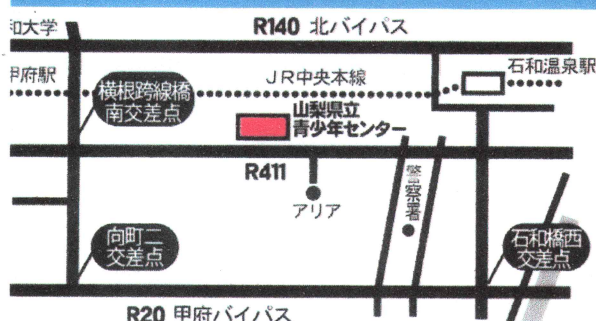 和大学
R140 北バイパス
甲府駅
JR中央本線
石和温泉駅
横根跨線橋
南交差点
山梨県立
青少年センター
R411
アリア
警察署
向町二
交差点
石和橋西
交差点
R20 甲府バイパス